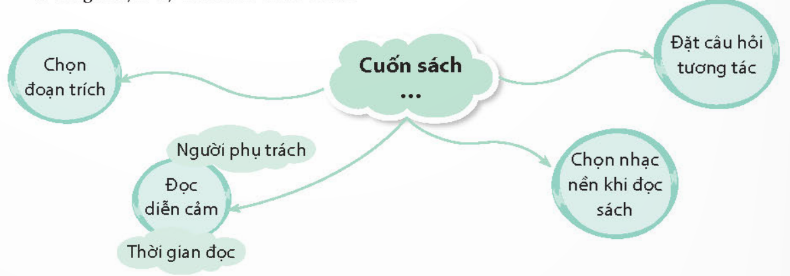 Cuốn sách
...
Chọn
đoạn trích
Đặt câu hỏi
tương tác
Người phụ trách
Đọc
diễn cảm
Thời gian đọc
Chọn nhạc
nền khi đọc
sách